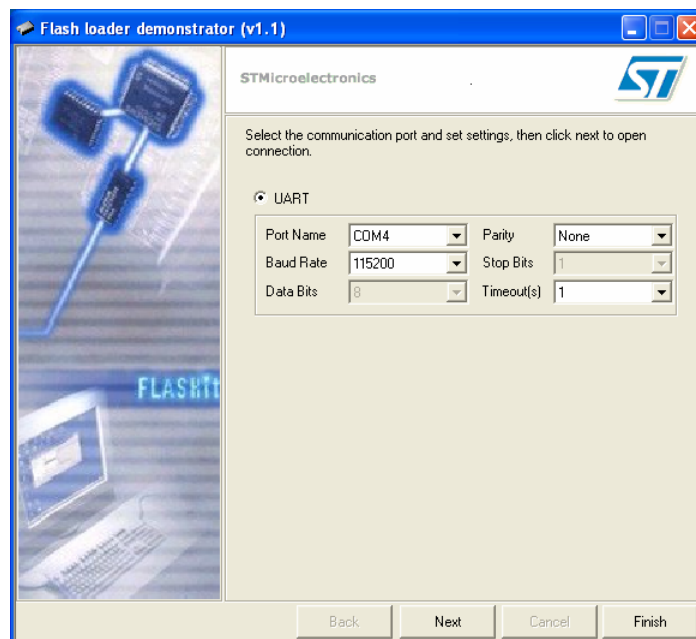 Flash loader demonstrator (v1.1)
STMicroelectronics
ST
Select the communication port and set settings, then click next to open
connection.
UART
Port Name COM4 Parity None
Baud Rate 115200 Stop Bits 1
Data Bits 8 Timeout(s) 1
FLASHit
Back Next Cancel Finish